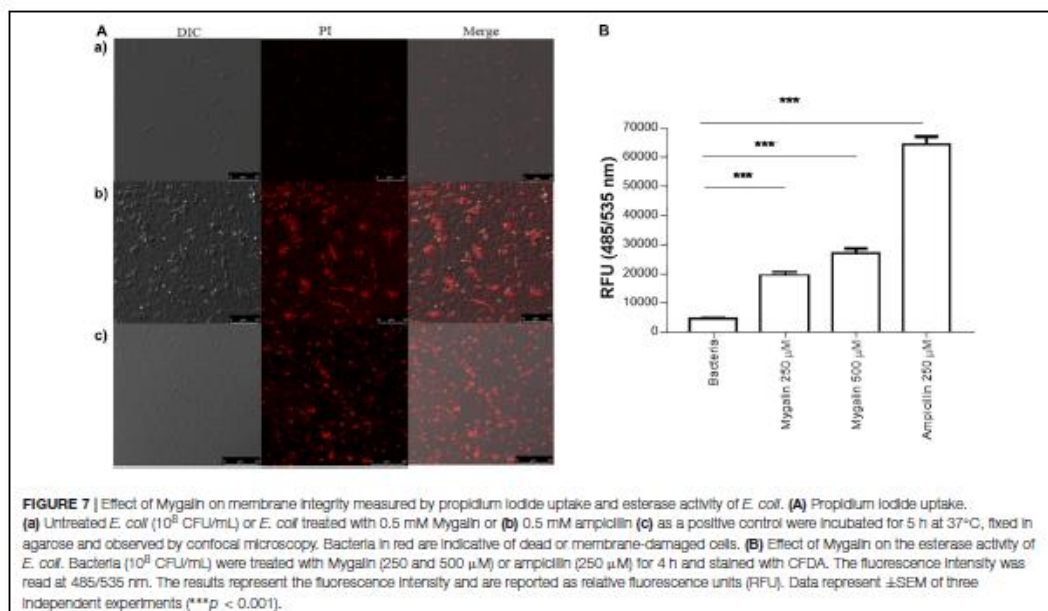 A
DIC PI Merge
a)
b)
c)
B
***
***
***
RFU (485/535 nm)
70000
60000
50000
40000
30000
20000
10000
0
Bacteria
Mygalin 250 μM
Mygalin 500 μM
Ampicillin 250 μM
FIGURE 7 | Effect of Mygalin on membrane integrity measured by propidium iodide uptake and esterase activity of E. coli. (A) Propidium iodide uptake.
(a) Untreated E. coli (10⁸ CFU/mL) or E. coli treated with 0.5 mM Mygalin or (b) 0.5 mM ampicillin (c) as a positive control were incubated for 5 h at 37°C, fixed in
agarose and observed by confocal microscopy. Bacteria in red are indicative of dead or membrane-damaged cells. (B) Effect of Mygalin on the esterase activity of
E. coli. Bacteria (10⁸ CFU/mL) were treated with Mygalin (250 and 500 μM) or ampicillin (250 μM) for 4 h and stained with CFDA. The fluorescence intensity was
read at 485/535 nm. The results represent the fluorescence intensity and are reported as relative fluorescence units (RFU). Data represent ±SEM of three
independent experiments (***p < 0.001).